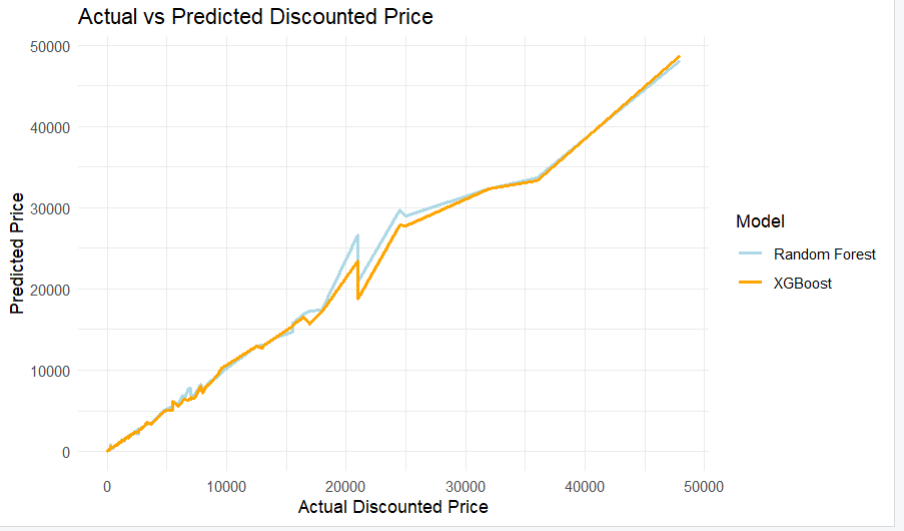 Actual vs Predicted Discounted Price
50000
40000
30000
20000
10000
0
Predicted Price
0 10000 20000 30000 40000 50000
Actual Discounted Price
Model
Random Forest
XGBoost